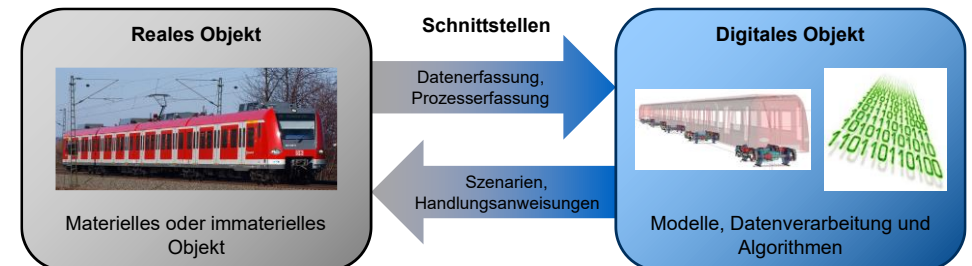 Reales Objekt
Materielles oder immaterielles
Objekt
Schnittstellen
Datenerfassung,
Prozesserfassung
Szenarien,
Handlungsanweisungen
Digitales Objekt
Modelle, Datenverarbeitung und
Algorithmen